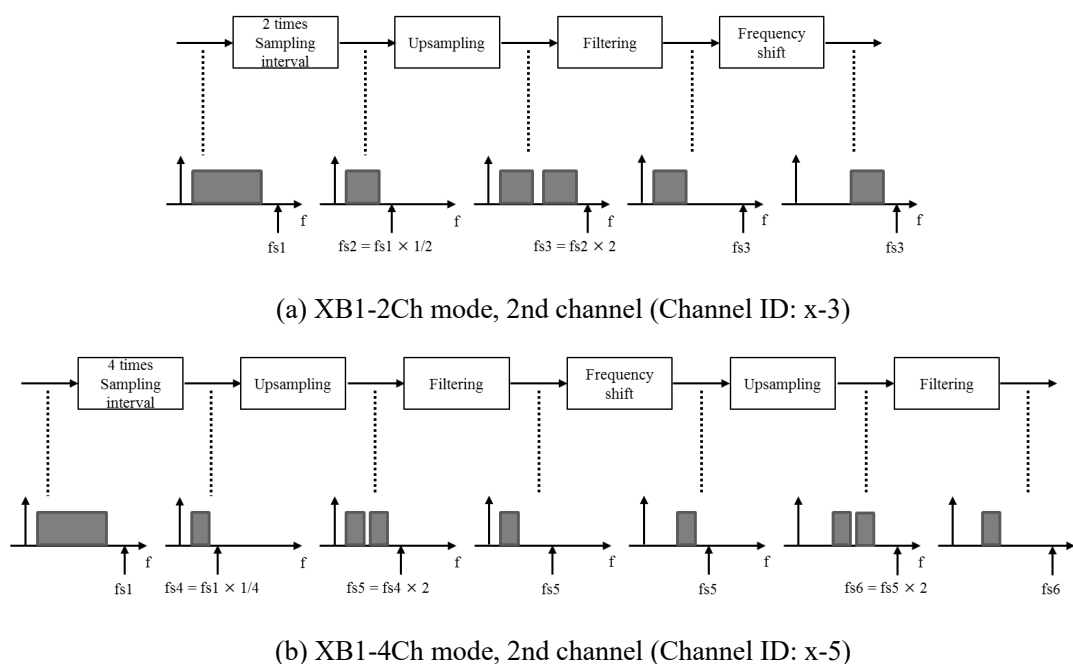 2 times
Sampling
interval
Upsampling
Filtering
Frequency
shift
f
f
f
f
f
fs1
fs2 = fs1 × 1/2
fs3 = fs2 × 2
fs3
fs3
(a) XB1-2Ch mode, 2nd channel (Channel ID: x-3)
4 times
Sampling
interval
Upsampling
Filtering
Frequency
shift
Upsampling
Filtering
f
f
f
f
f
f
f
fs1
fs4 = fs1 × 1/4
fs5 = fs4 × 2
fs5
fs5
fs6 = fs5 × 2
fs6
(b) XB1-4Ch mode, 2nd channel (Channel ID: x-5)